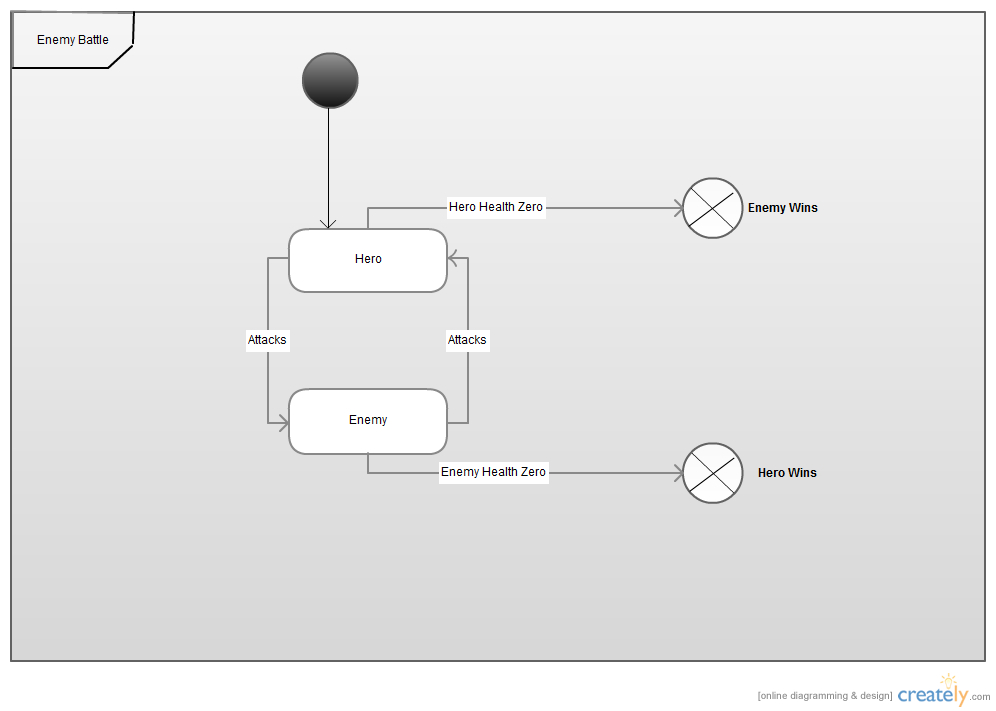 Enemy Battle
Hero Health Zero
Enemy Wins
Hero
Attacks
Attacks
Enemy
Enemy Health Zero
Hero Wins
[online diagramming & design] creately.com